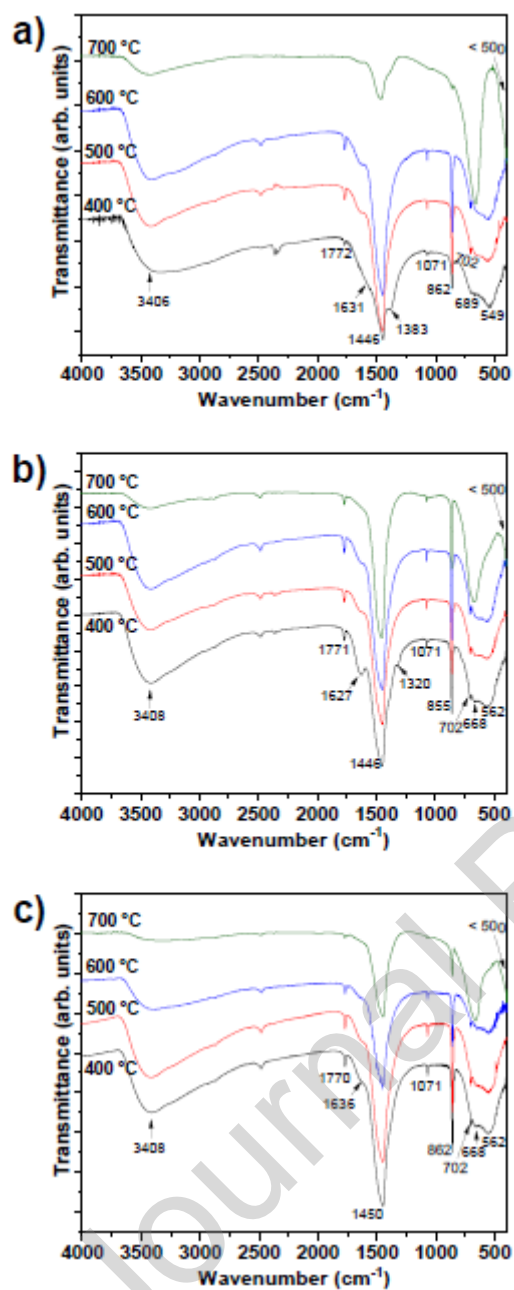 a)
700 °C
600 °C
500 °C
400 °C
< 500
3406
1772
1631
1446
1383
1071
862
702
689
549
Transmittance (arb. units)
4000 3500 3000 2500 2000 1500 1000 500
Wavenumber (cm-1)
b)
700 °C
600 °C
500 °C
400 °C
< 500
3408
1771
1627
1446
1320
1071
855
702
668
562
Transmittance (arb. units)
4000 3500 3000 2500 2000 1500 1000 500
Wavenumber (cm-1)
c)
700 °C
600 °C
500 °C
400 °C
< 500
3408
1770
1636
1450
1071
862
702
668
562
Transmittance (arb. units)
4000 3500 3000 2500 2000 1500 1000 500
Wavenumber (cm-1)
Journal